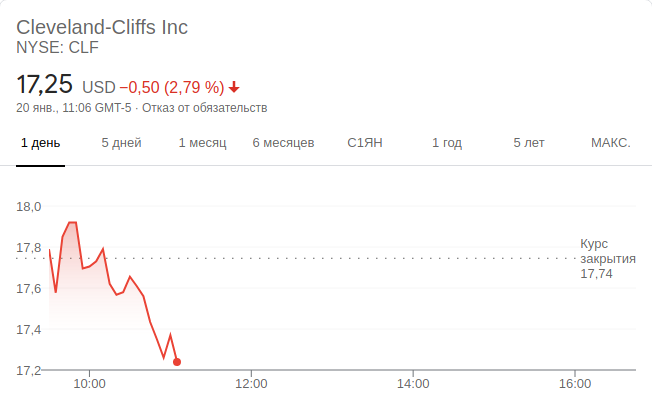 Cleveland-Cliffs Inc
NYSE: CLF
17,25 USD −0,50 (2,79 %)
20 янв., 11:06 GMT-5 · Отказ от обязательств
1 день 5 дней 1 месяц 6 месяцев С1ЯН 1 год 5 лет МАКС.
18,0
17,8
17,6
17,4
17,2
Курс
закрытия
17,74
10:00 12:00 14:00 16:00